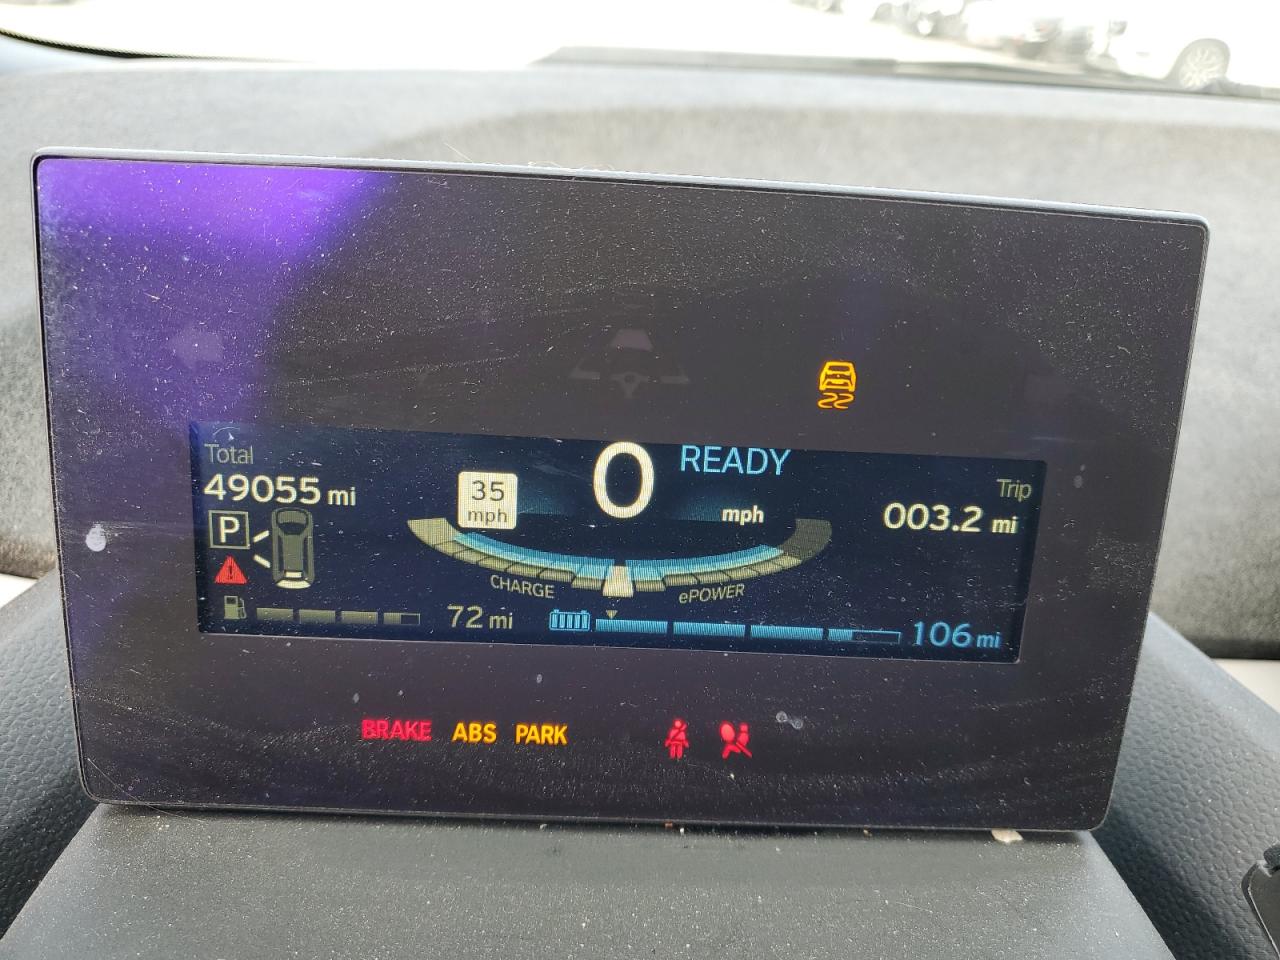 Total
49055 mi
35
mph
0
READY
mph
Trip
003.2 mi
P
CHARGE
ePOWER
72 mi
106 mi
BRAKE ABS PARK